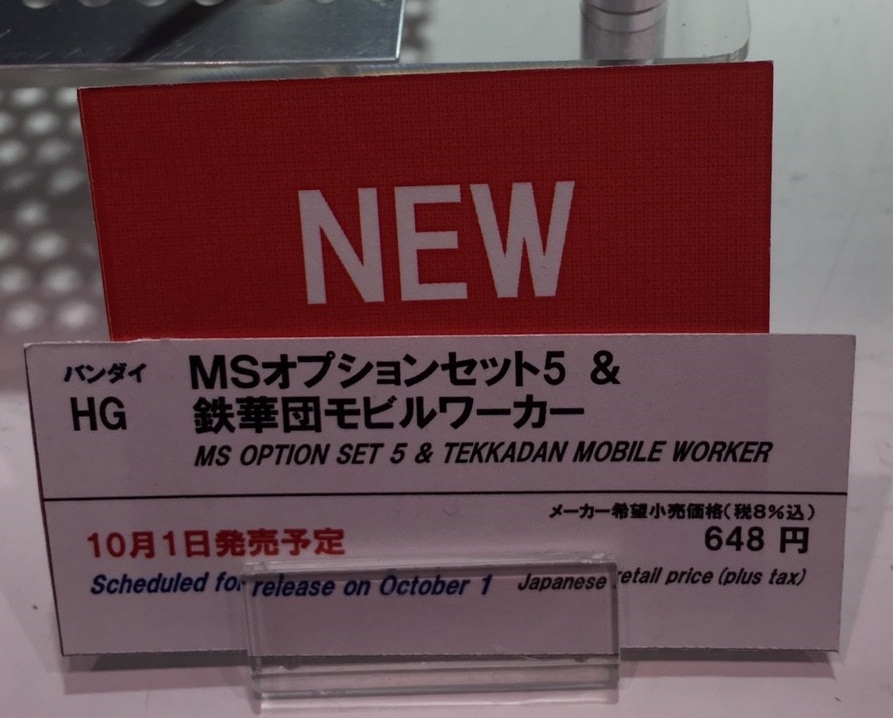 NEW
バンダイ
HG
MSオプションセット5 &
鉄華団モビルワーカー
MS OPTION SET 5 & TEKKADAN MOBILE WORKER
メーカー希望小売価格(税8%込)
648 円
10月1日発売予定
Scheduled for release on October 1
Japanese retail price (plus tax)